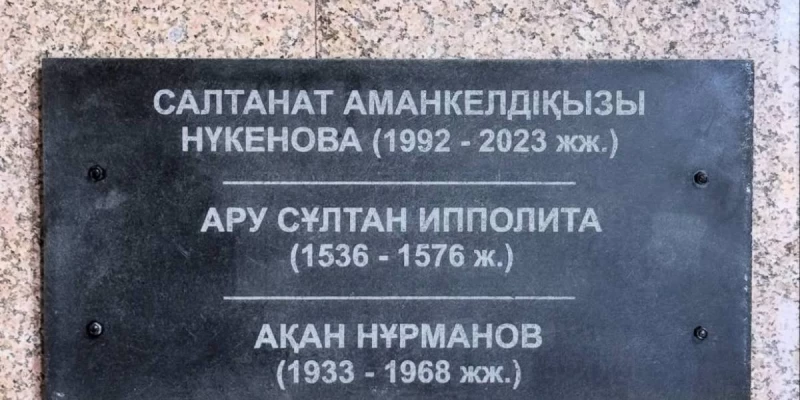 САЛТАНАТ АМАНКЕЛДІҚЫЗЫ
НҮКЕНОВА (1992 - 2023 жж.)
АРУ СҰЛТАН ИППОЛИТА
(1536 - 1576 ж.)
АҚАН НҰРМАНОВ
(1933 - 1968 жж.)